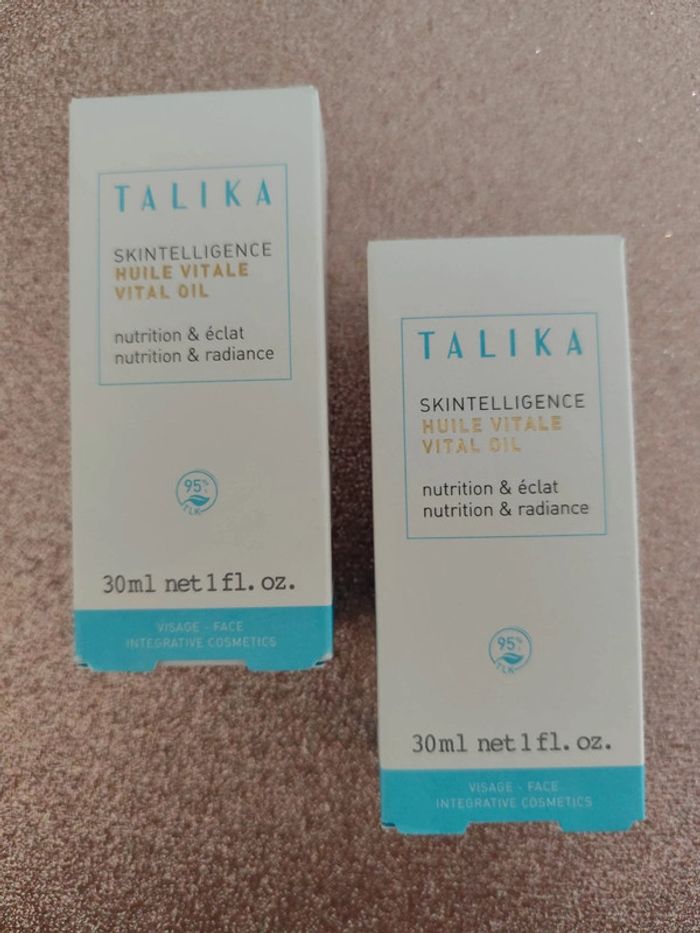 TALIKA
SKINTELLIGENCE
HUILE VITALE
VITAL OIL
nutrition & éclat
nutrition & radiance
95%
TLK
30ml net 1 fl. oz.
VISAGE - FACE
INTEGRATIVE COSMETICS
TALIKA
SKINTELLIGENCE
HUILE VITALE
VITAL OIL
nutrition & éclat
nutrition & radiance
95%
TLK
30ml net 1 fl. oz.
VISAGE - FACE
INTEGRATIVE COSMETICS